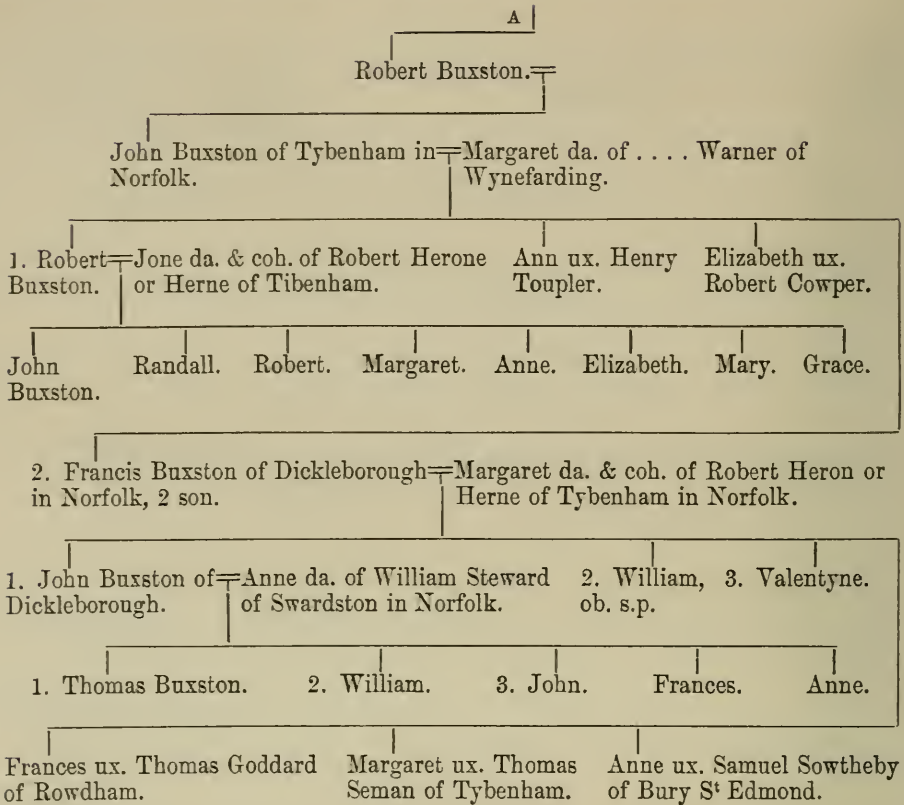 A
Robert Buxston.
John Buxston of Tybenham in Margaret da. of . . . . Warner of
Norfolk. Wynefarding.
1. Robert Jone da. & coh. of Robert Herone Ann ux. Henry Elizabeth ux.
Buxston. or Herne of Tibenham. Toupler. Robert Cowper.
John Randall. Robert. Margaret. Anne. Elizabeth. Mary. Grace.
Buxston.
2. Francis Buxston of Dickleborough Margaret da. & coh. of Robert Heron or
in Norfolk, 2 son. Herne of Tybenham in Norfolk.
1. John Buxston of Anne da. of William Steward 2. William, 3. Valentyne.
Dickleborough. of Swardston in Norfolk. ob. s.p.
1. Thomas Buxston. 2. William. 3. John. Frances. Anne.
Frances ux. Thomas Goddard Margaret ux. Thomas Anne ux. Samuel Sowtheby
of Rowdham. Seman of Tybenham. of Bury Sᵗ Edmond.